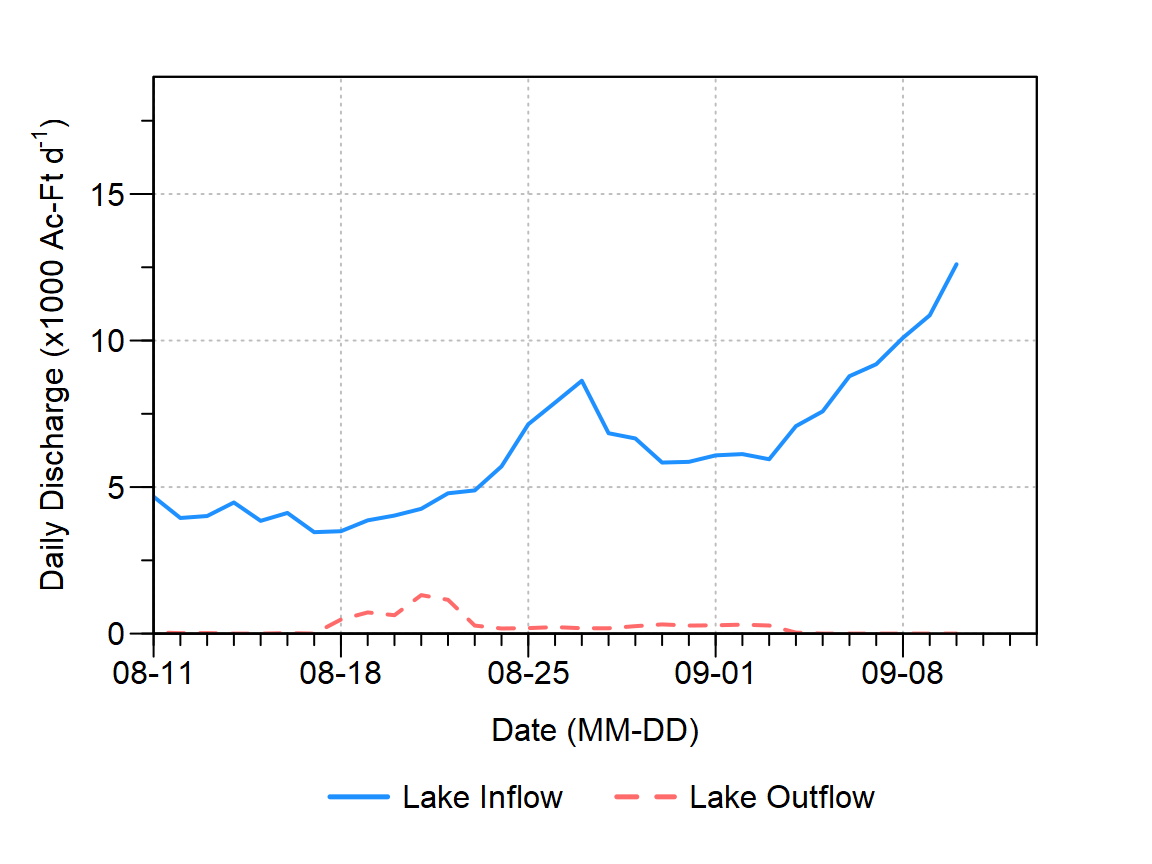 Daily Discharge (x1000 Ac-Ft d⁻¹)
15
10
5
0
08-11 08-18 08-25 09-01 09-08
Date (MM-DD)
Lake Inflow Lake Outflow